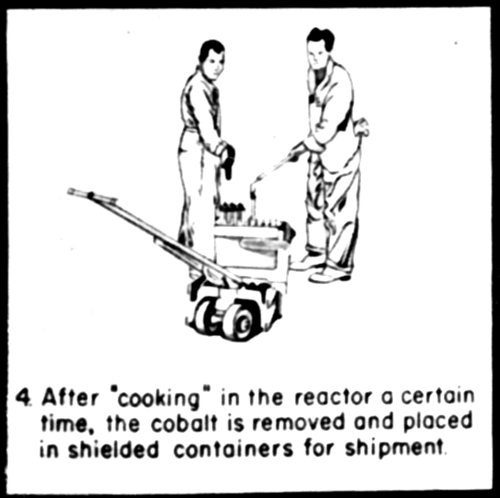 4. After "cooking" in the reactor a certain
time, the cobalt is removed and placed
in shielded containers for shipment.